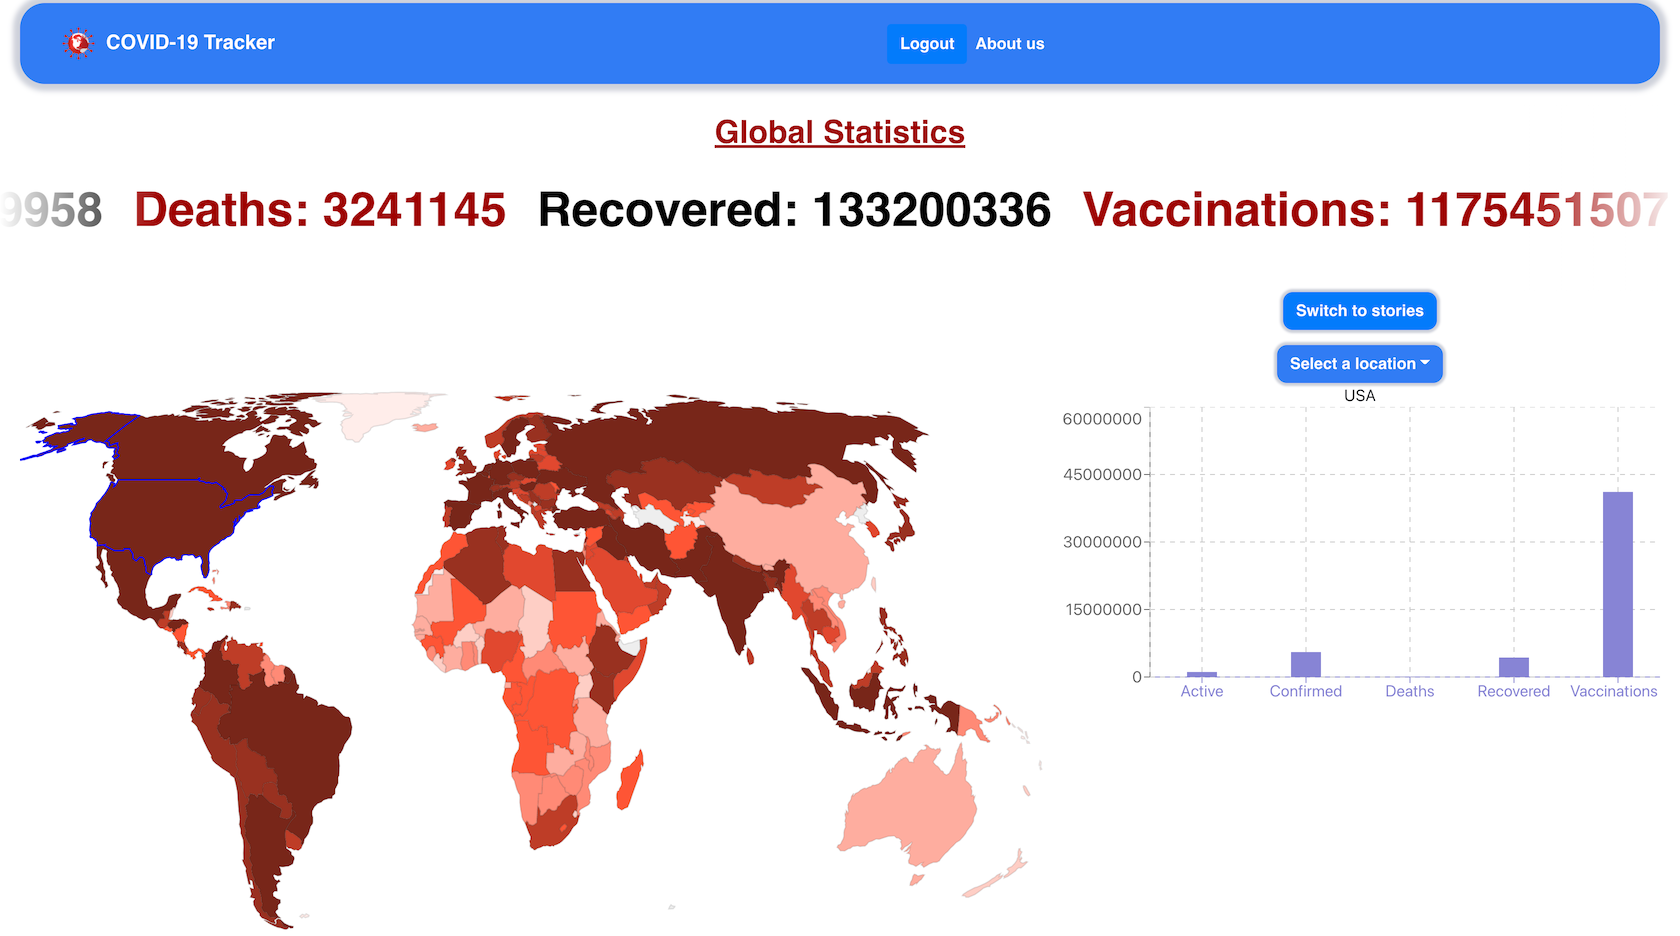 COVID-19 Tracker
Logout About us
Global Statistics
9958 Deaths: 3241145 Recovered: 133200336 Vaccinations: 1175451507
Switch to stories
Select a location
USA
60000000
45000000
30000000
15000000
0
Active Confirmed Deaths Recovered Vaccinations